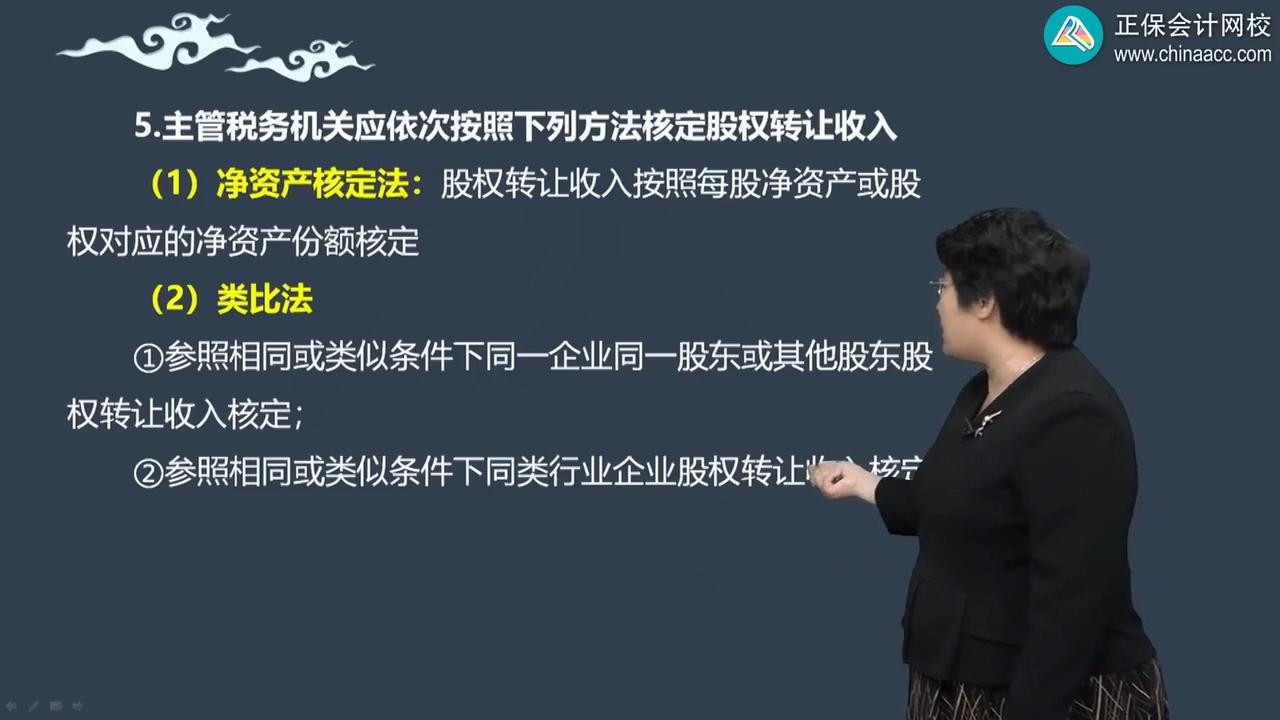 正保会计网校
www.chinaacc.com
5.主管税务机关应依次按照下列方法核定股权转让收入
（1）净资产核定法：股权转让收入按照每股净资产或股
权对应的净资产份额核定
（2）类比法
①参照相同或类似条件下同一企业同一股东或其他股东股
权转让收入核定；
②参照相同或类似条件下同类行业企业股权转让收入核定